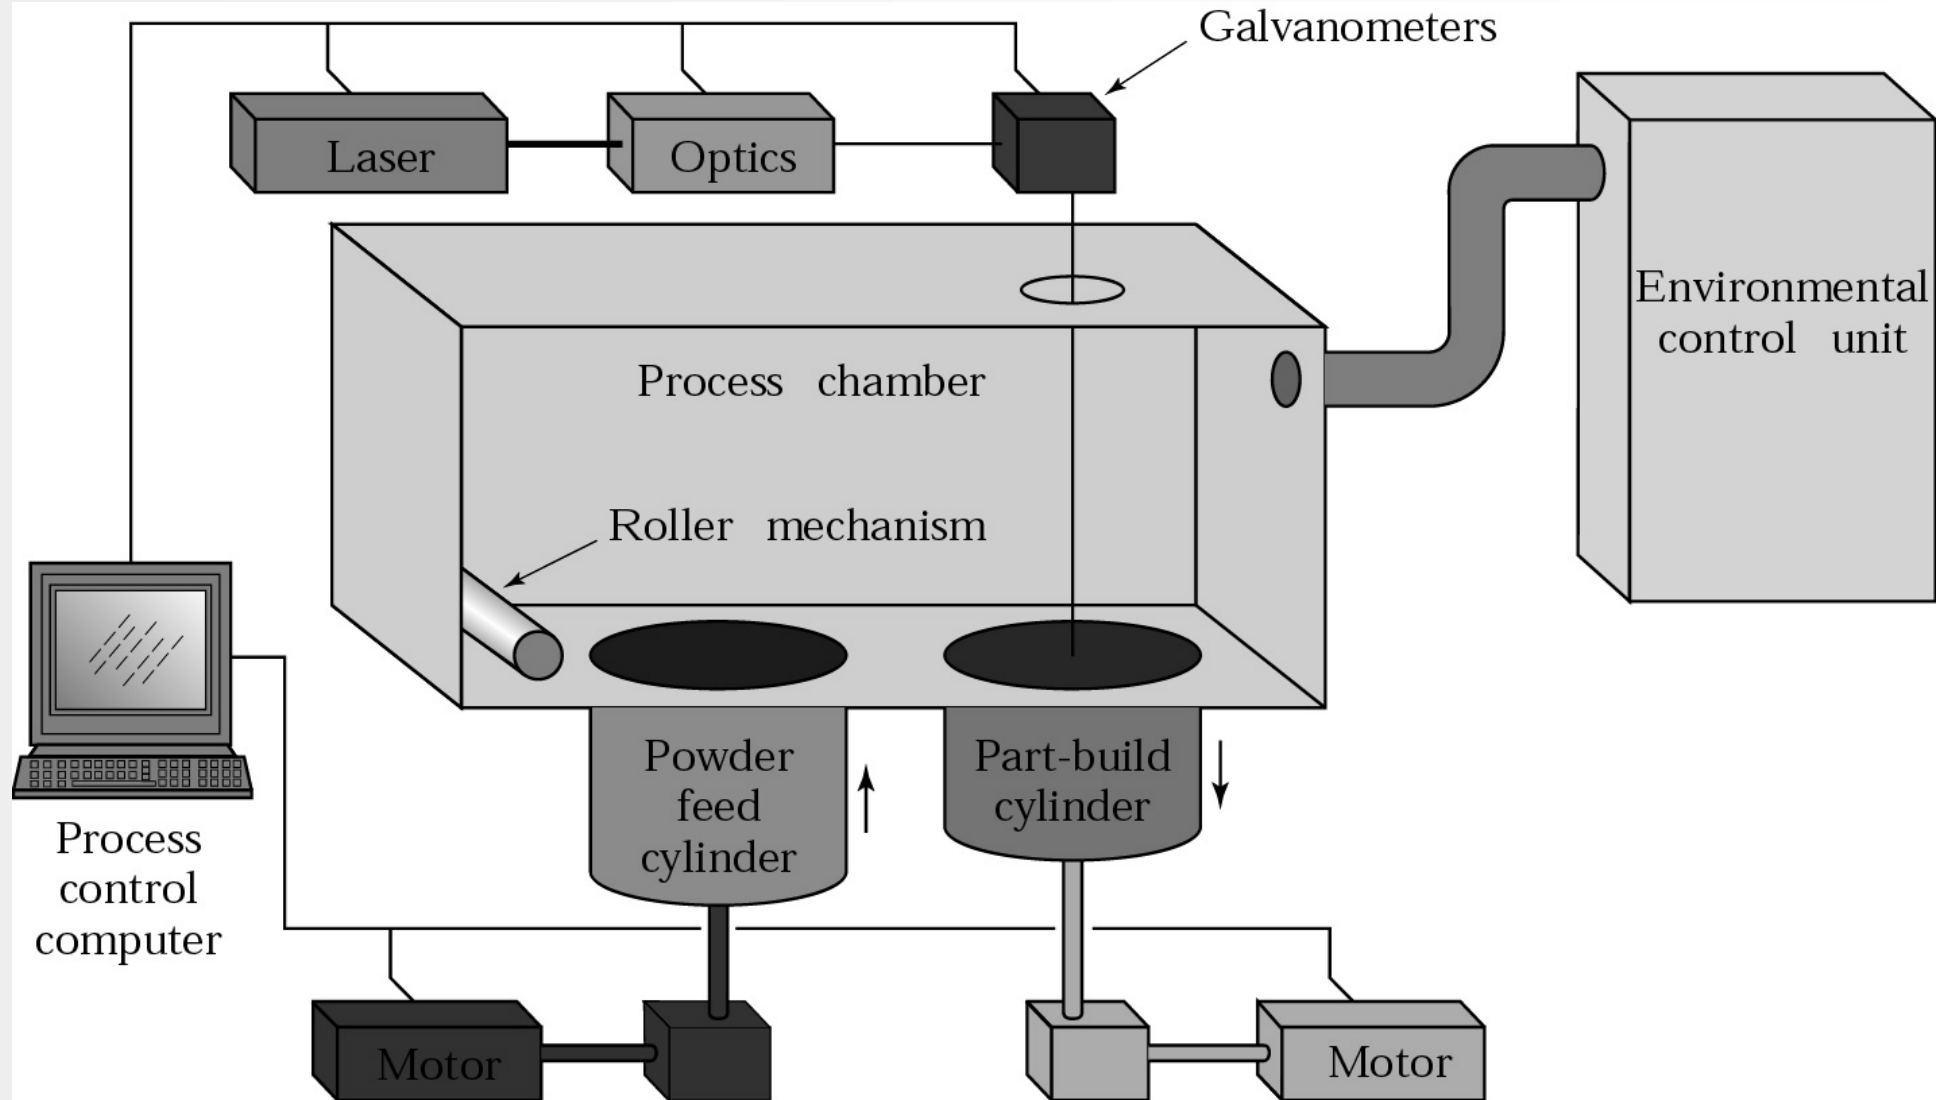 Galvanometers
Laser
Optics
Environmental
control unit
Process chamber
Roller mechanism
Powder
feed
cylinder
Part-build
cylinder
Process
control
computer
Motor
Motor